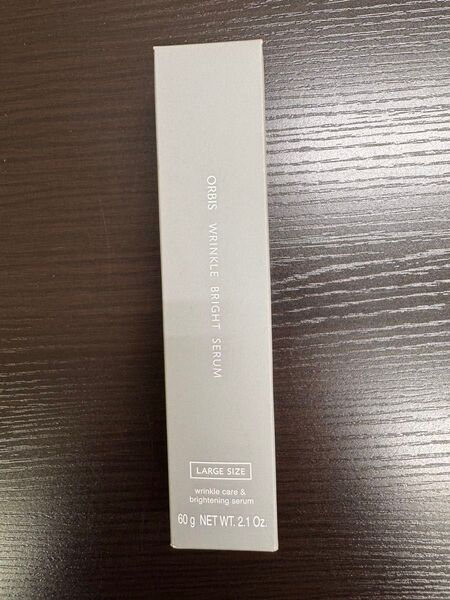 ORBIS WRINKLE BRIGHT SERUM
LARGE SIZE
wrinkle care &
brightening serum
60 g NET WT. 2.1 Oz.